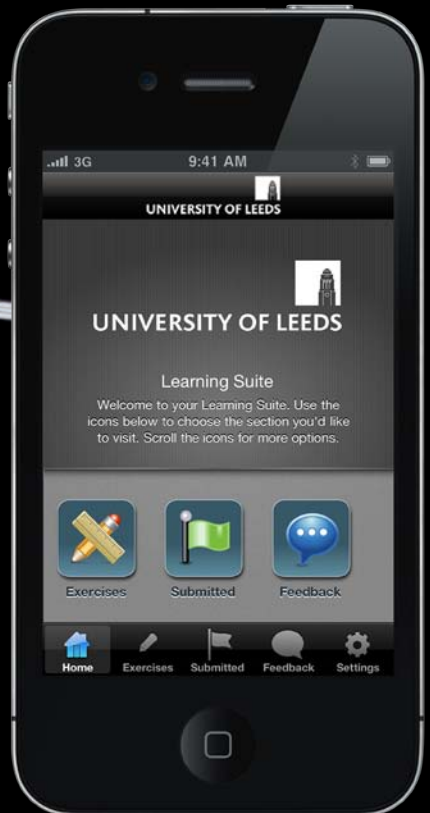 3G 9:41 AM
UNIVERSITY OF LEEDS
UNIVERSITY OF LEEDS
Learning Suite
Welcome to your Learning Suite. Use the
icons below to choose the section you'd like
to visit. Scroll the icons for more options.
Exercises Submitted Feedback
Home Exercises Submitted Feedback Settings